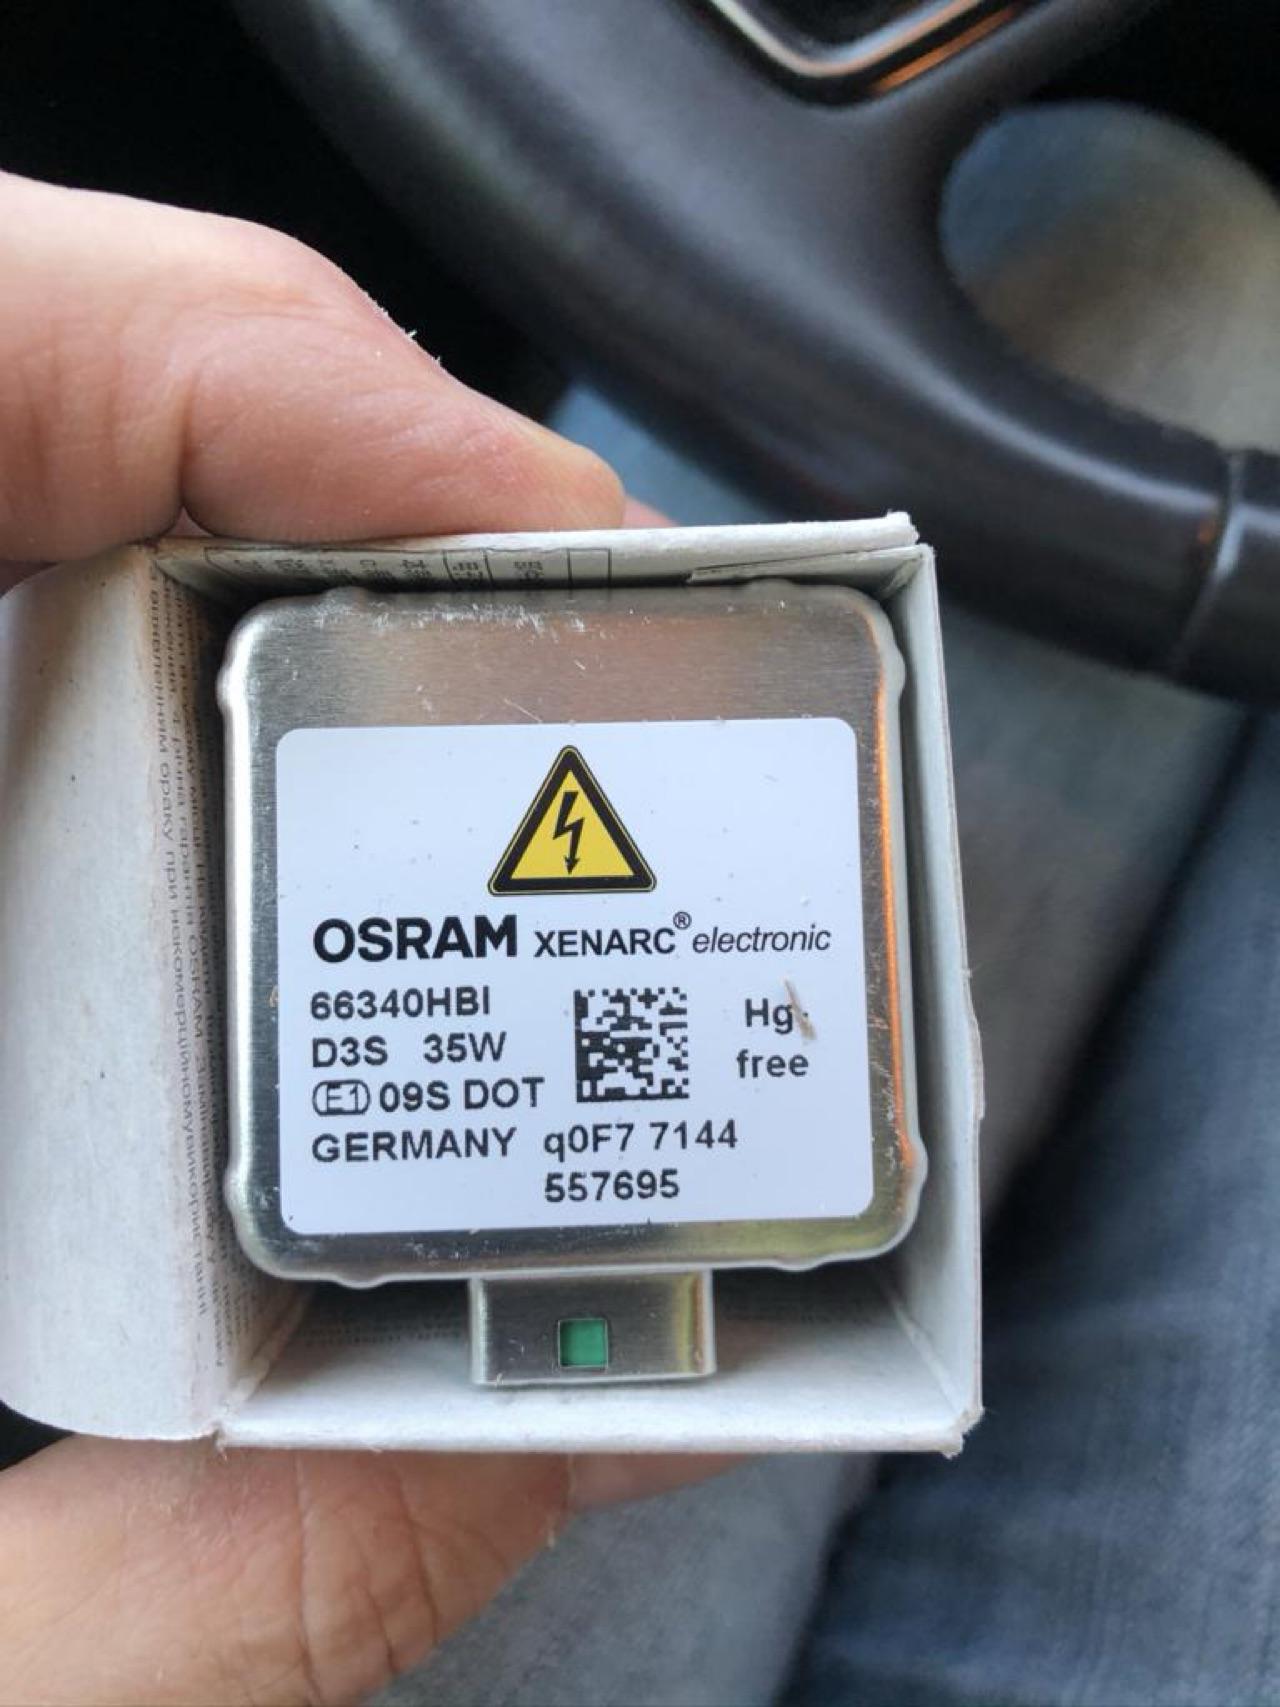 OSRAM XENARC® electronic
66340HBI
D3S 35W
Hg-
free
E1 09S DOT
GERMANY q0F7 7144
557695